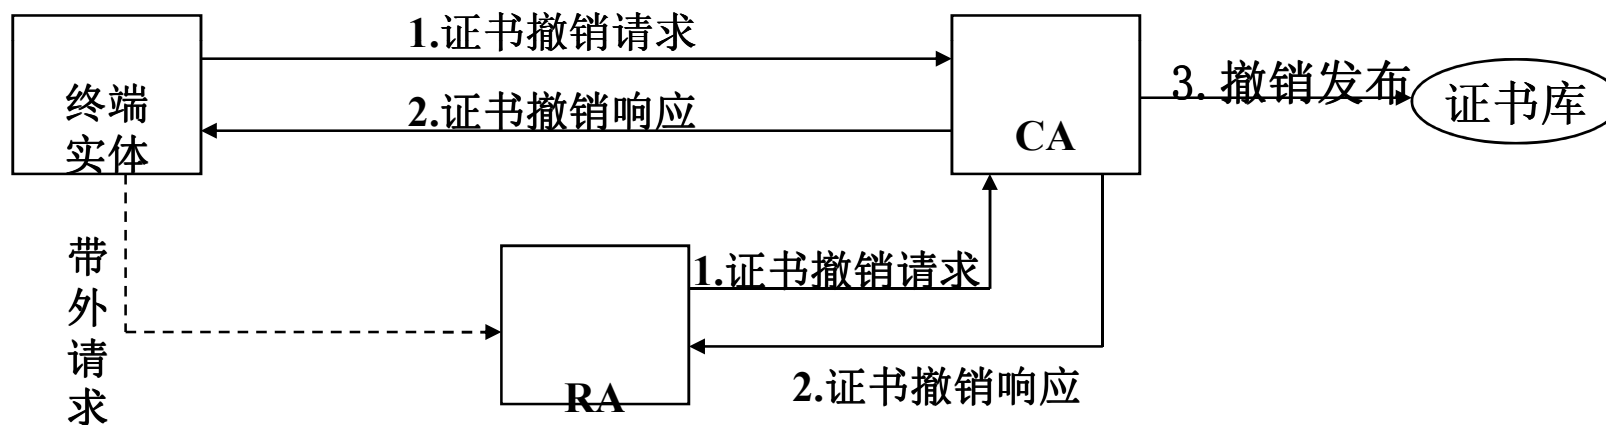 1.证书撤销请求
3. 撤销发布
终端
实体
2.证书撤销响应
CA
证书库
带
外
请
求
1.证书撤销请求
RA
2.证书撤销响应